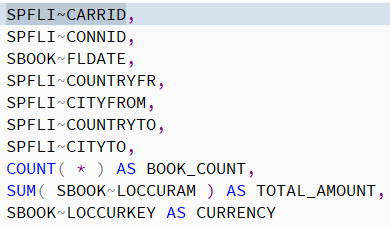 SPFLI~CARRID,
SPFLI~CONNID,
SBOOK~FLDATE,
SPFLI~COUNTRYFR,
SPFLI~CITYFROM,
SPFLI~COUNTRYTO,
SPFLI~CITYTO,
COUNT( * ) AS BOOK_COUNT,
SUM( SBOOK~LOCCURAM ) AS TOTAL_AMOUNT,
SBOOK~LOCCURKEY AS CURRENCY